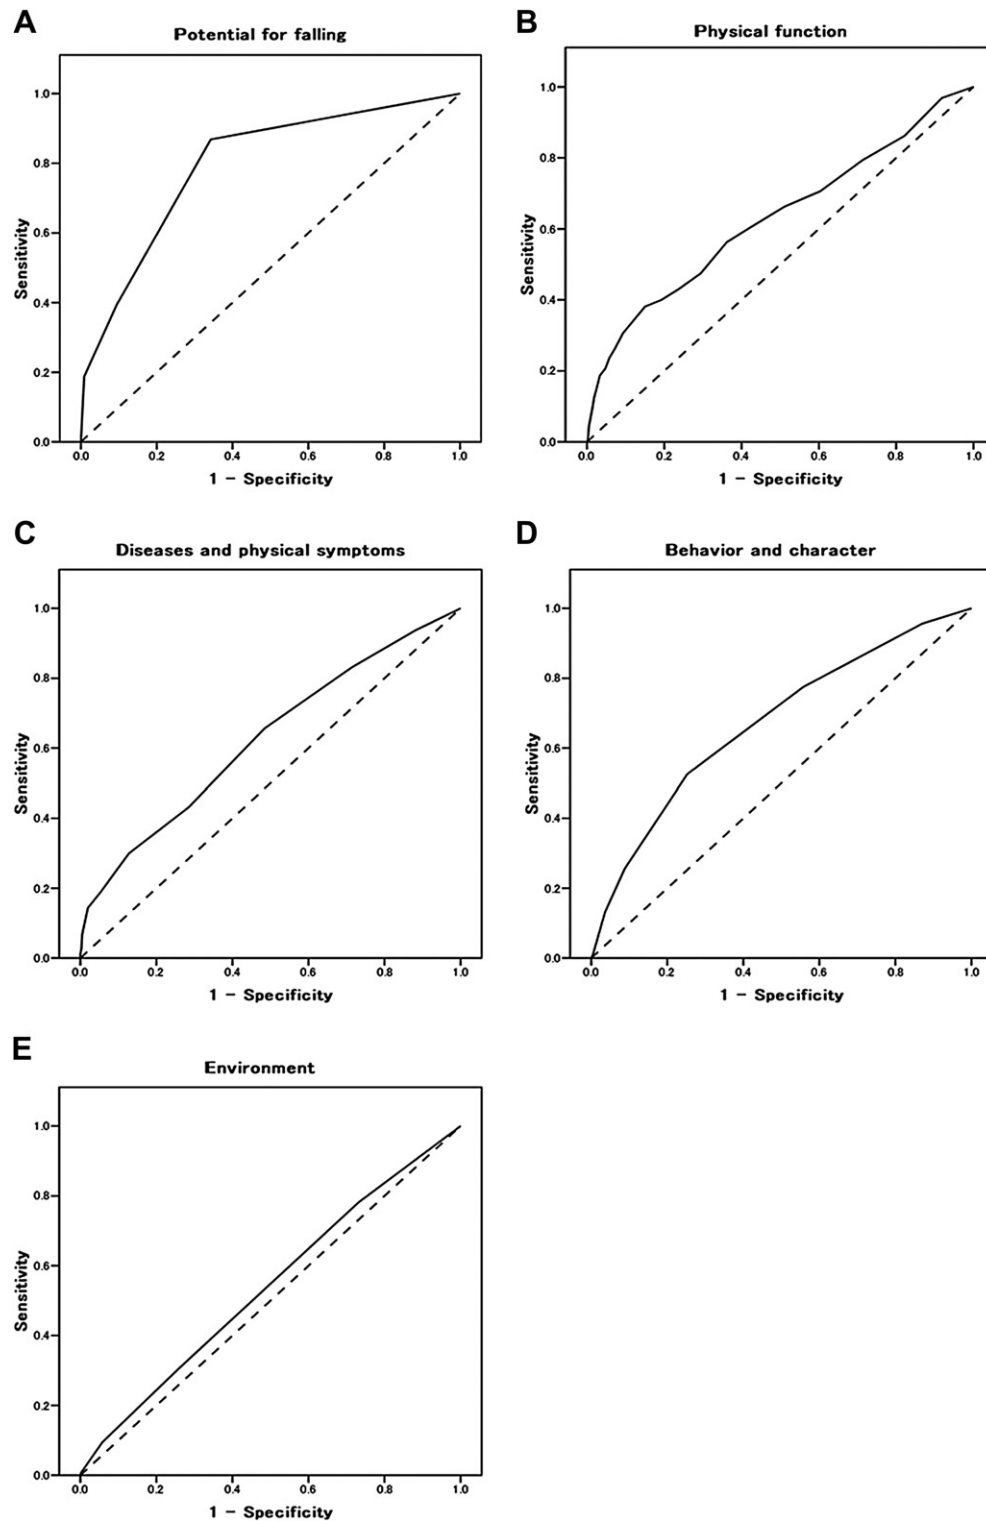 A
Potential for falling
1.0
0.8
0.6
0.4
0.2
0.0
Sensitivity
0.0 0.2 0.4 0.6 0.8 1.0
1 – Specificity
B
Physical function
1.0
0.8
0.6
0.4
0.2
0.0
Sensitivity
0.0 0.2 0.4 0.6 0.8 1.0
1 – Specificity
C
Diseases and physical symptoms
1.0
0.8
0.6
0.4
0.2
0.0
Sensitivity
0.0 0.2 0.4 0.6 0.8 1.0
1 – Specificity
D
Behavior and character
1.0
0.8
0.6
0.4
0.2
0.0
Sensitivity
0.0 0.2 0.4 0.6 0.8 1.0
1 – Specificity
E
Environment
1.0
0.8
0.6
0.4
0.2
0.0
Sensitivity
0.0 0.2 0.4 0.6 0.8 1.0
1 – Specificity